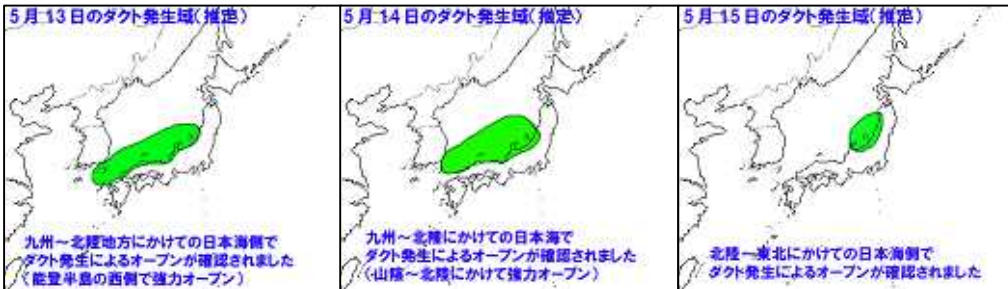 5月13日のダクト発生域(推定)
九州～北陸地方にかけての日本海側で
ダクト発生によるオープンが確認されました
(能登半島の西側で強力オープン)
5月14日のダクト発生域(推定)
九州～北陸にかけての日本海で
ダクト発生によるオープンが確認されました
(山陰～北陸にかけて強力オープン)
5月15日のダクト発生域(推定)
北陸～東北にかけての日本海側で
ダクト発生によるオープンが確認されました